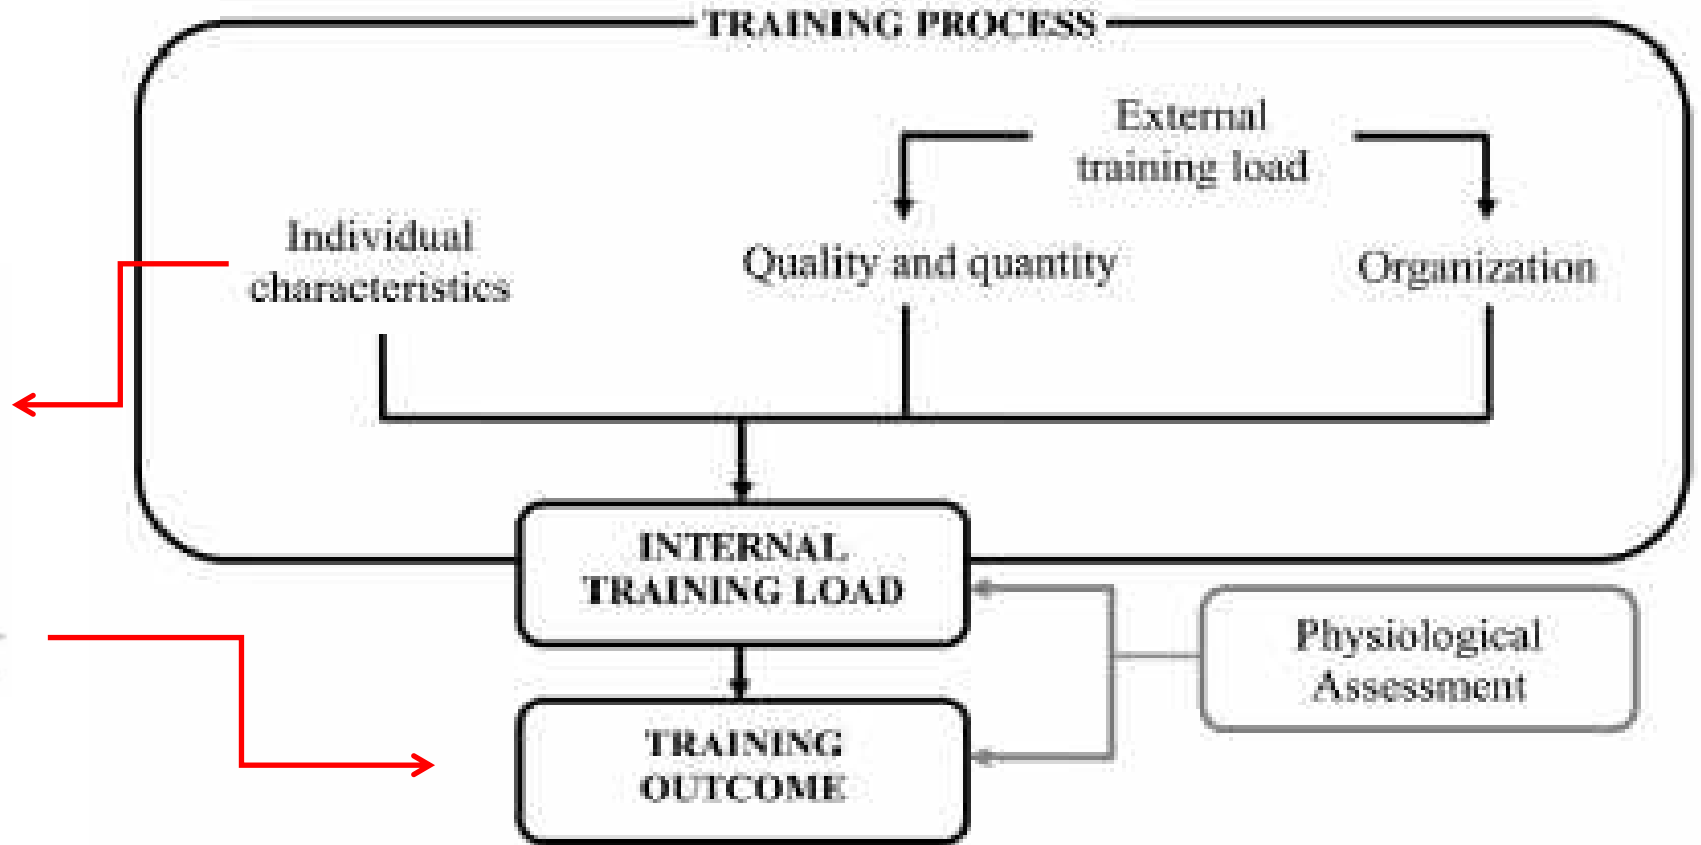 TRAINING PROCESS
External
training load
Individual
characteristics
Quality and quantity
Organization
INTERNAL
TRAINING LOAD
Physiological
Assessment
TRAINING
OUTCOME